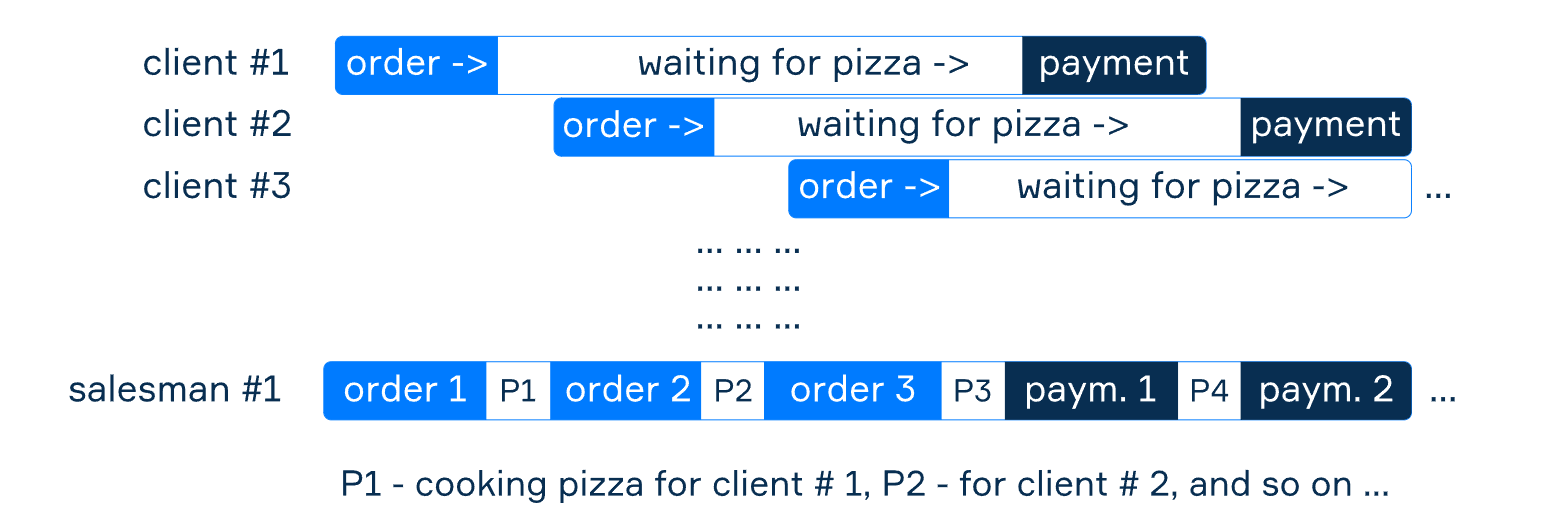 client #1 order -> waiting for pizza -> payment
client #2 order -> waiting for pizza -> payment
client #3 order -> waiting for pizza -> ...
... ... ...
... ... ...
... ... ...
salesman #1 order 1 P1 order 2 P2 order 3 P3 paym. 1 P4 paym. 2 ...
P1 - cooking pizza for client # 1, P2 - for client # 2, and so on ...